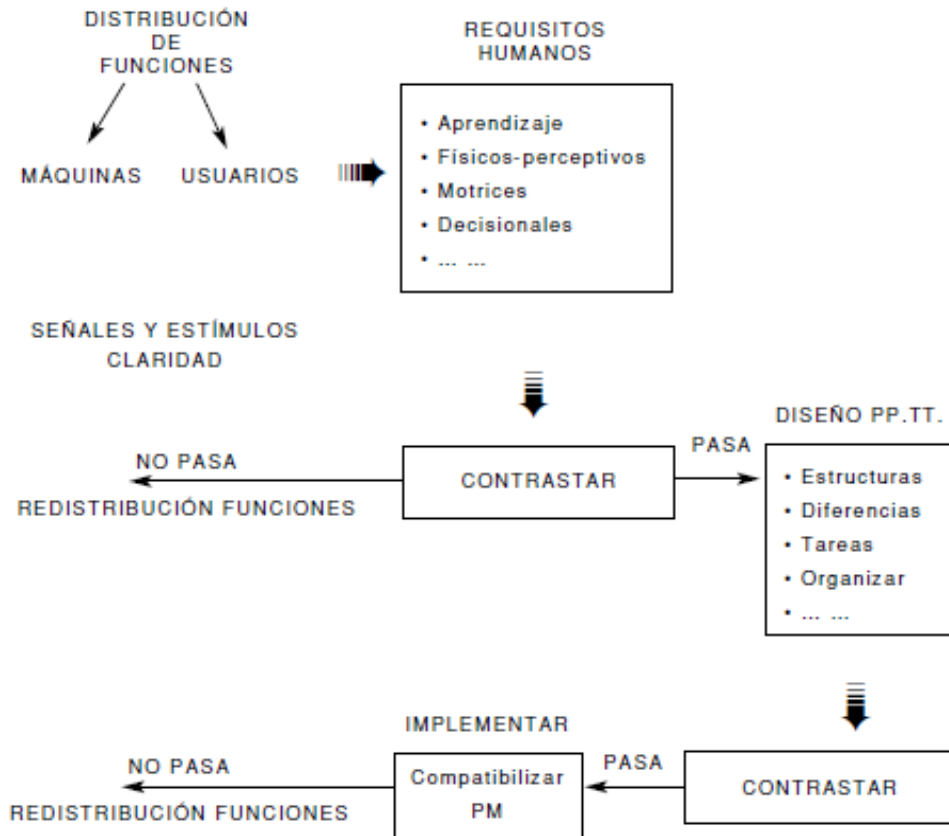 DISTRIBUCIÓN
DE
FUNCIONES
MÁQUINAS
USUARIOS
REQUISITOS
HUMANOS
• Aprendizaje
• Físicos-perceptivos
• Motrices
• Decisionales
• ... ...
SEÑALES Y ESTÍMULOS
CLARIDAD
NO PASA
REDISTRIBUCIÓN FUNCIONES
CONTRASTAR
PASA
DISEÑO PP.TT.
• Estructuras
• Diferencias
• Tareas
• Organizar
• ... ...
NO PASA
REDISTRIBUCIÓN FUNCIONES
IMPLEMENTAR
Compatibilizar
PM
PASA
CONTRASTAR